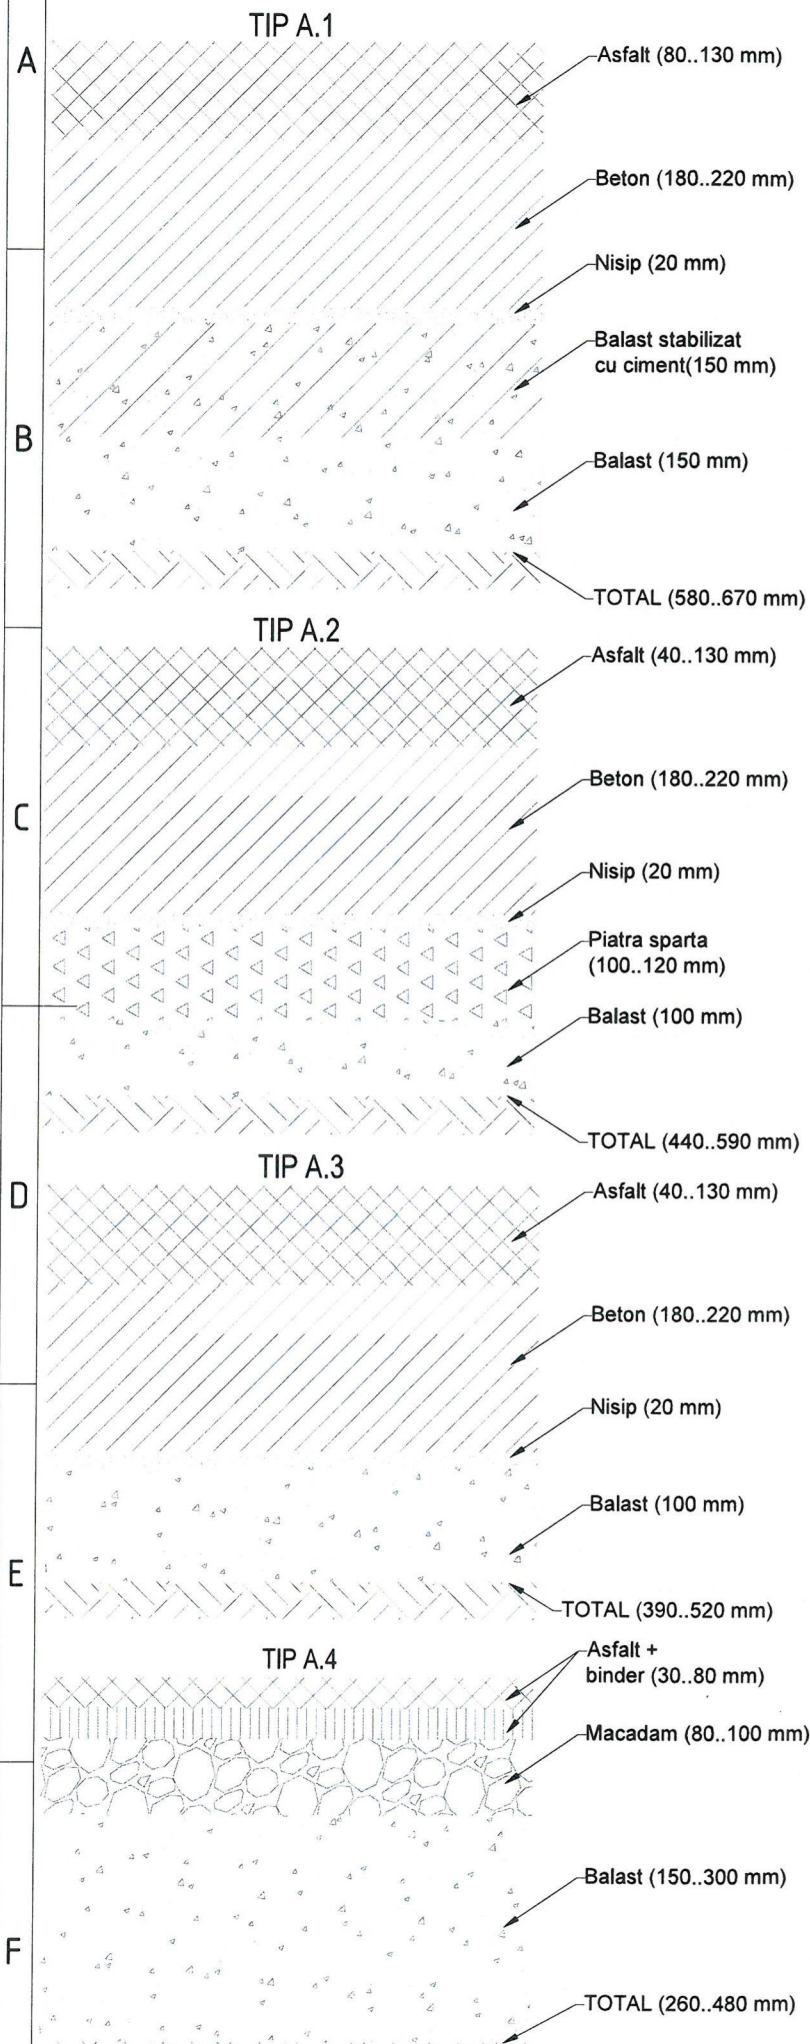 TIP A.1
A
Asfalt (80..130 mm)
Beton (180..220 mm)
Nisip (20 mm)
Balast stabilizat
cu ciment(150 mm)
B
Balast (150 mm)
TOTAL (580..670 mm)
TIP A.2
Asfalt (40..130 mm)
Beton (180..220 mm)
C
Nisip (20 mm)
Piatra sparta
(100..120 mm)
Balast (100 mm)
TOTAL (440..590 mm)
TIP A.3
D
Asfalt (40..130 mm)
Beton (180..220 mm)
Nisip (20 mm)
Balast (100 mm)
E
TOTAL (390..520 mm)
TIP A.4
Asfalt +
binder (30..80 mm)
Macadam (80..100 mm)
Balast (150..300 mm)
F
TOTAL (260..480 mm)